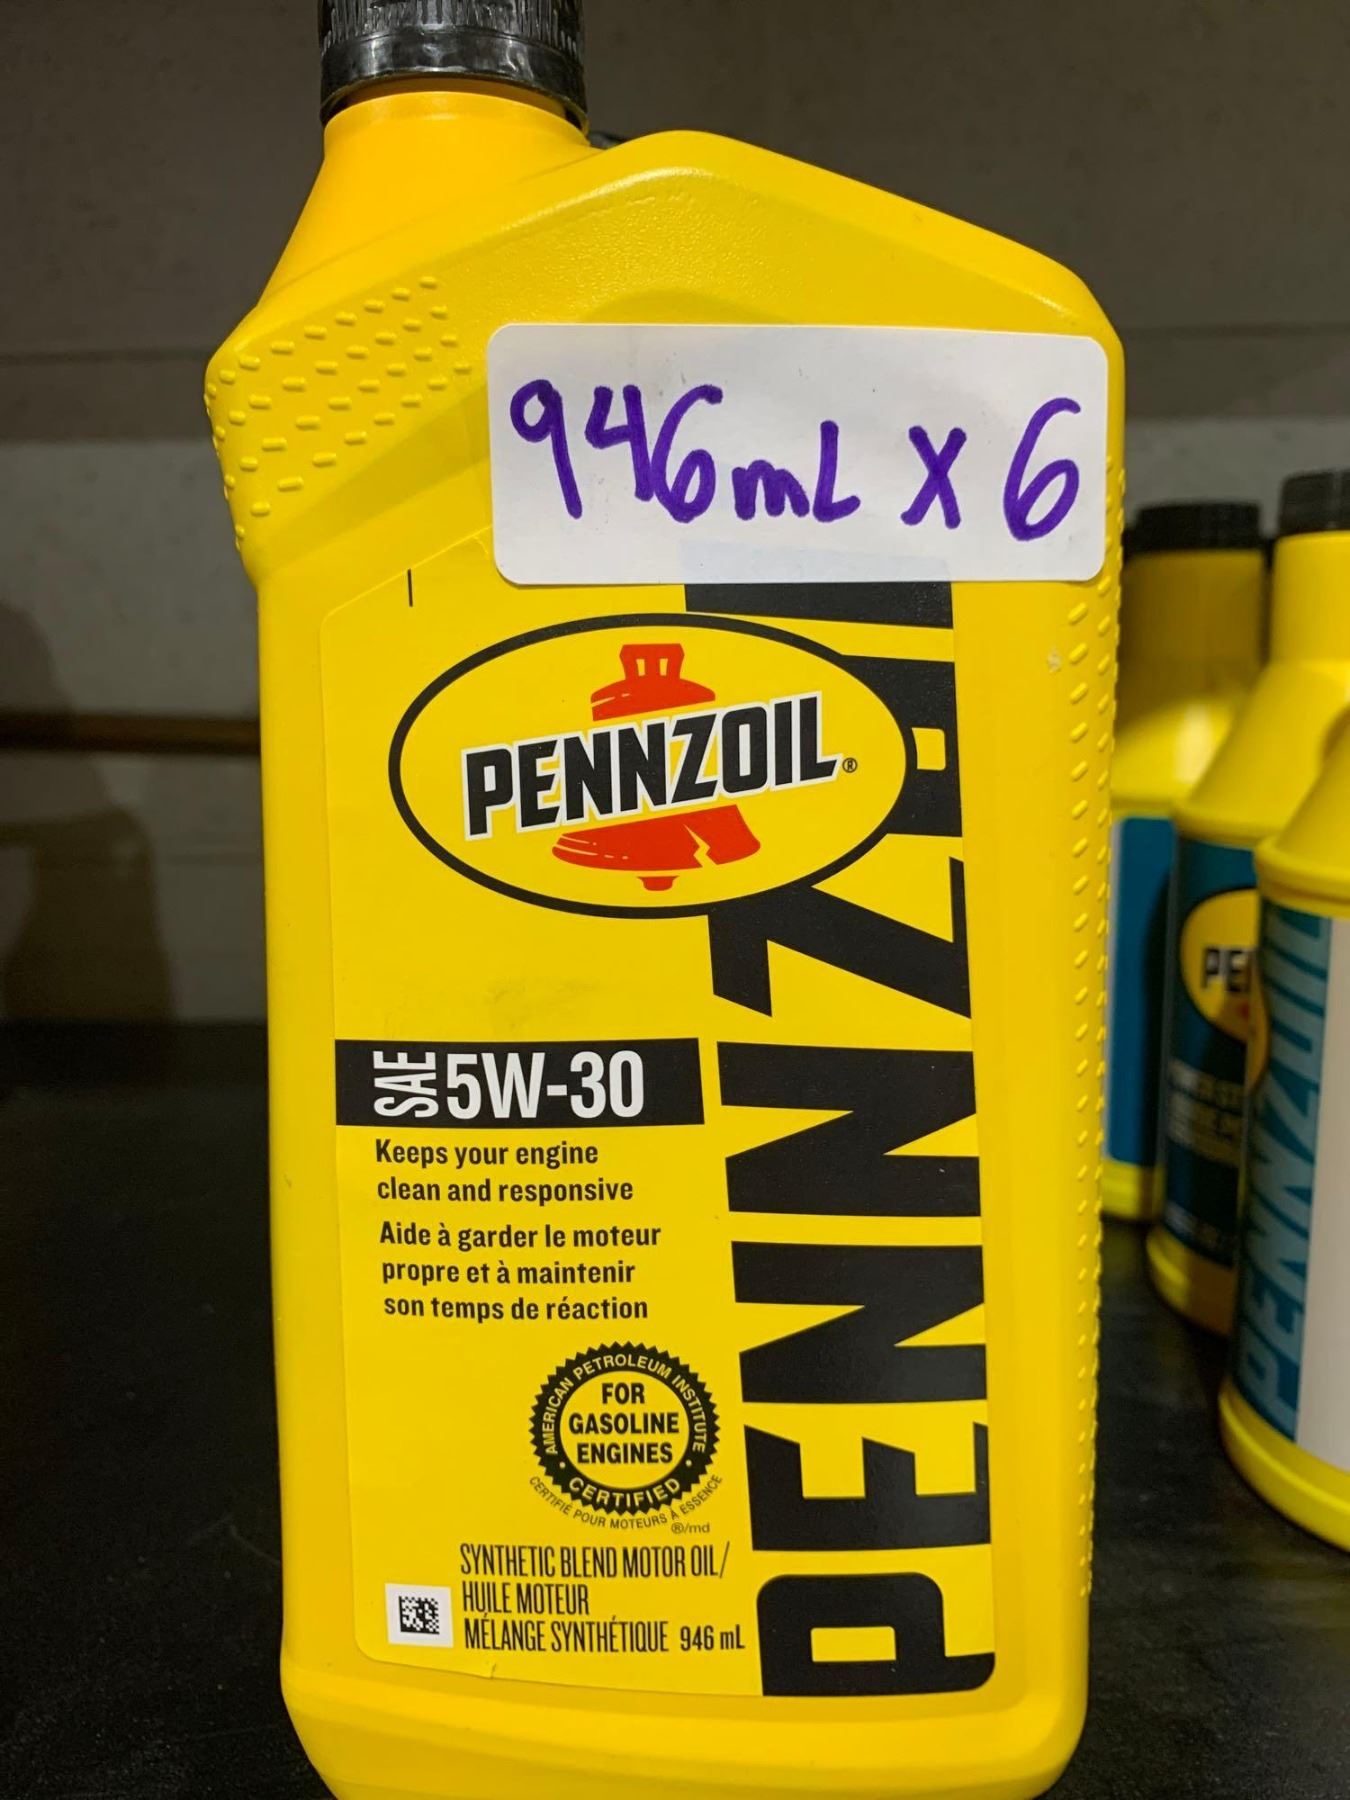 946mL X 6
PENNZOIL®
PENNZOIL
SAE 5W-30
Keeps your engine
clean and responsive
Aide à garder le moteur
propre et à maintenir
son temps de réaction
AMERICAN PETROLEUM INSTITUTE
FOR
GASOLINE
ENGINES
CERTIFIED
CERTIFIÉ POUR MOTEURS À ESSENCE
®/md
SYNTHETIC BLEND MOTOR OIL/
HUILE MOTEUR
MÉLANGE SYNTHÉTIQUE 946 mL
PE
PENNZOIL